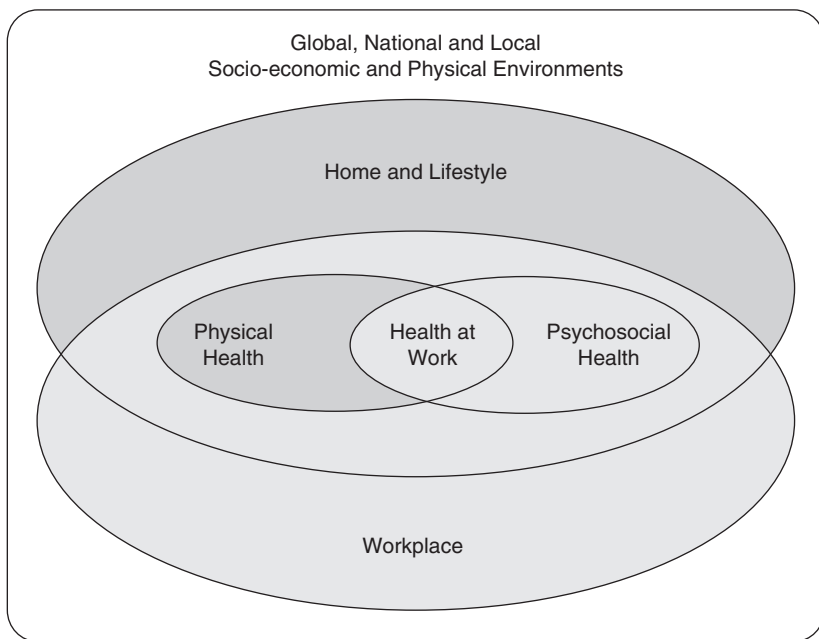 Global, National and Local
Socio-economic and Physical Environments
Home and Lifestyle
Physical
Health
Health at
Work
Psychosocial
Health
Workplace